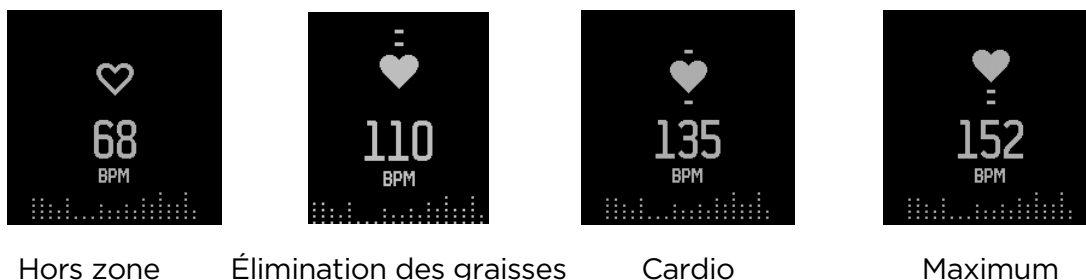 68 110 135 152
BPM BPM BPM BPM
Hors zone Élimination des graisses Cardio Maximum